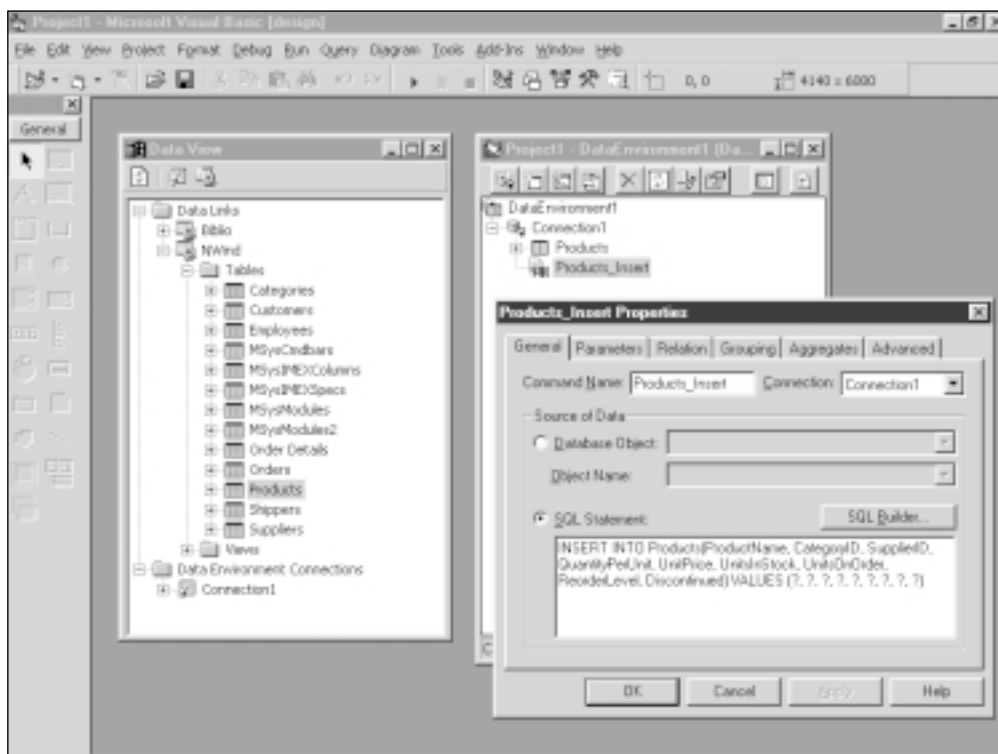 Project1 - Microsoft Visual Basic [design]
File Edit View Project Format Debug Run Query Diagram Tools Add-Ins Window Help
0, 0 4140 x 6000
General
Data View
Data Links
Biblio
NWind
Tables
Categories
Customers
Employees
MSysCmdbars
MSysIMEXColumns
MSysIMEXSpecs
MSysModules
MSysModules2
Order Details
Orders
Products
Shippers
Suppliers
Views
Data Environment Connections
Connection1
Project1 - DataEnvironment1 (Da...
DataEnvironment1
Connection1
Products
Products_Insert
Products_Insert Properties
General Parameters Relation Grouping Aggregates Advanced
Command Name: Products_Insert Connection: Connection1
Source of Data
Database Object:
Object Name:
SQL Statement: SQL Builder...
INSERT INTO Products(ProductName, CategoryID, SupplierID,
QuantityPerUnit, UnitPrice, UnitsInStock, UnitsOnOrder,
ReorderLevel, Discontinued) VALUES (?, ?, ?, ?, ?, ?, ?, ?, ?)
OK Cancel Apply Help